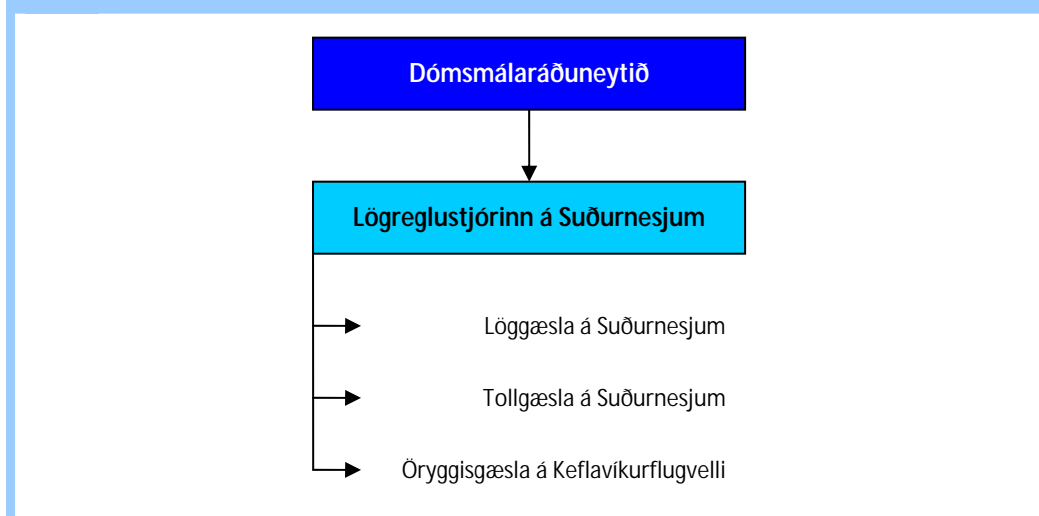 Dómsmálaráðuneytið
Lögreglustjórinn á Suðurnesjum
Löggæsla á Suðurnesjum
Tollgæsla á Suðurnesjum
Öryggisgæsla á Keflavíkurflugvelli